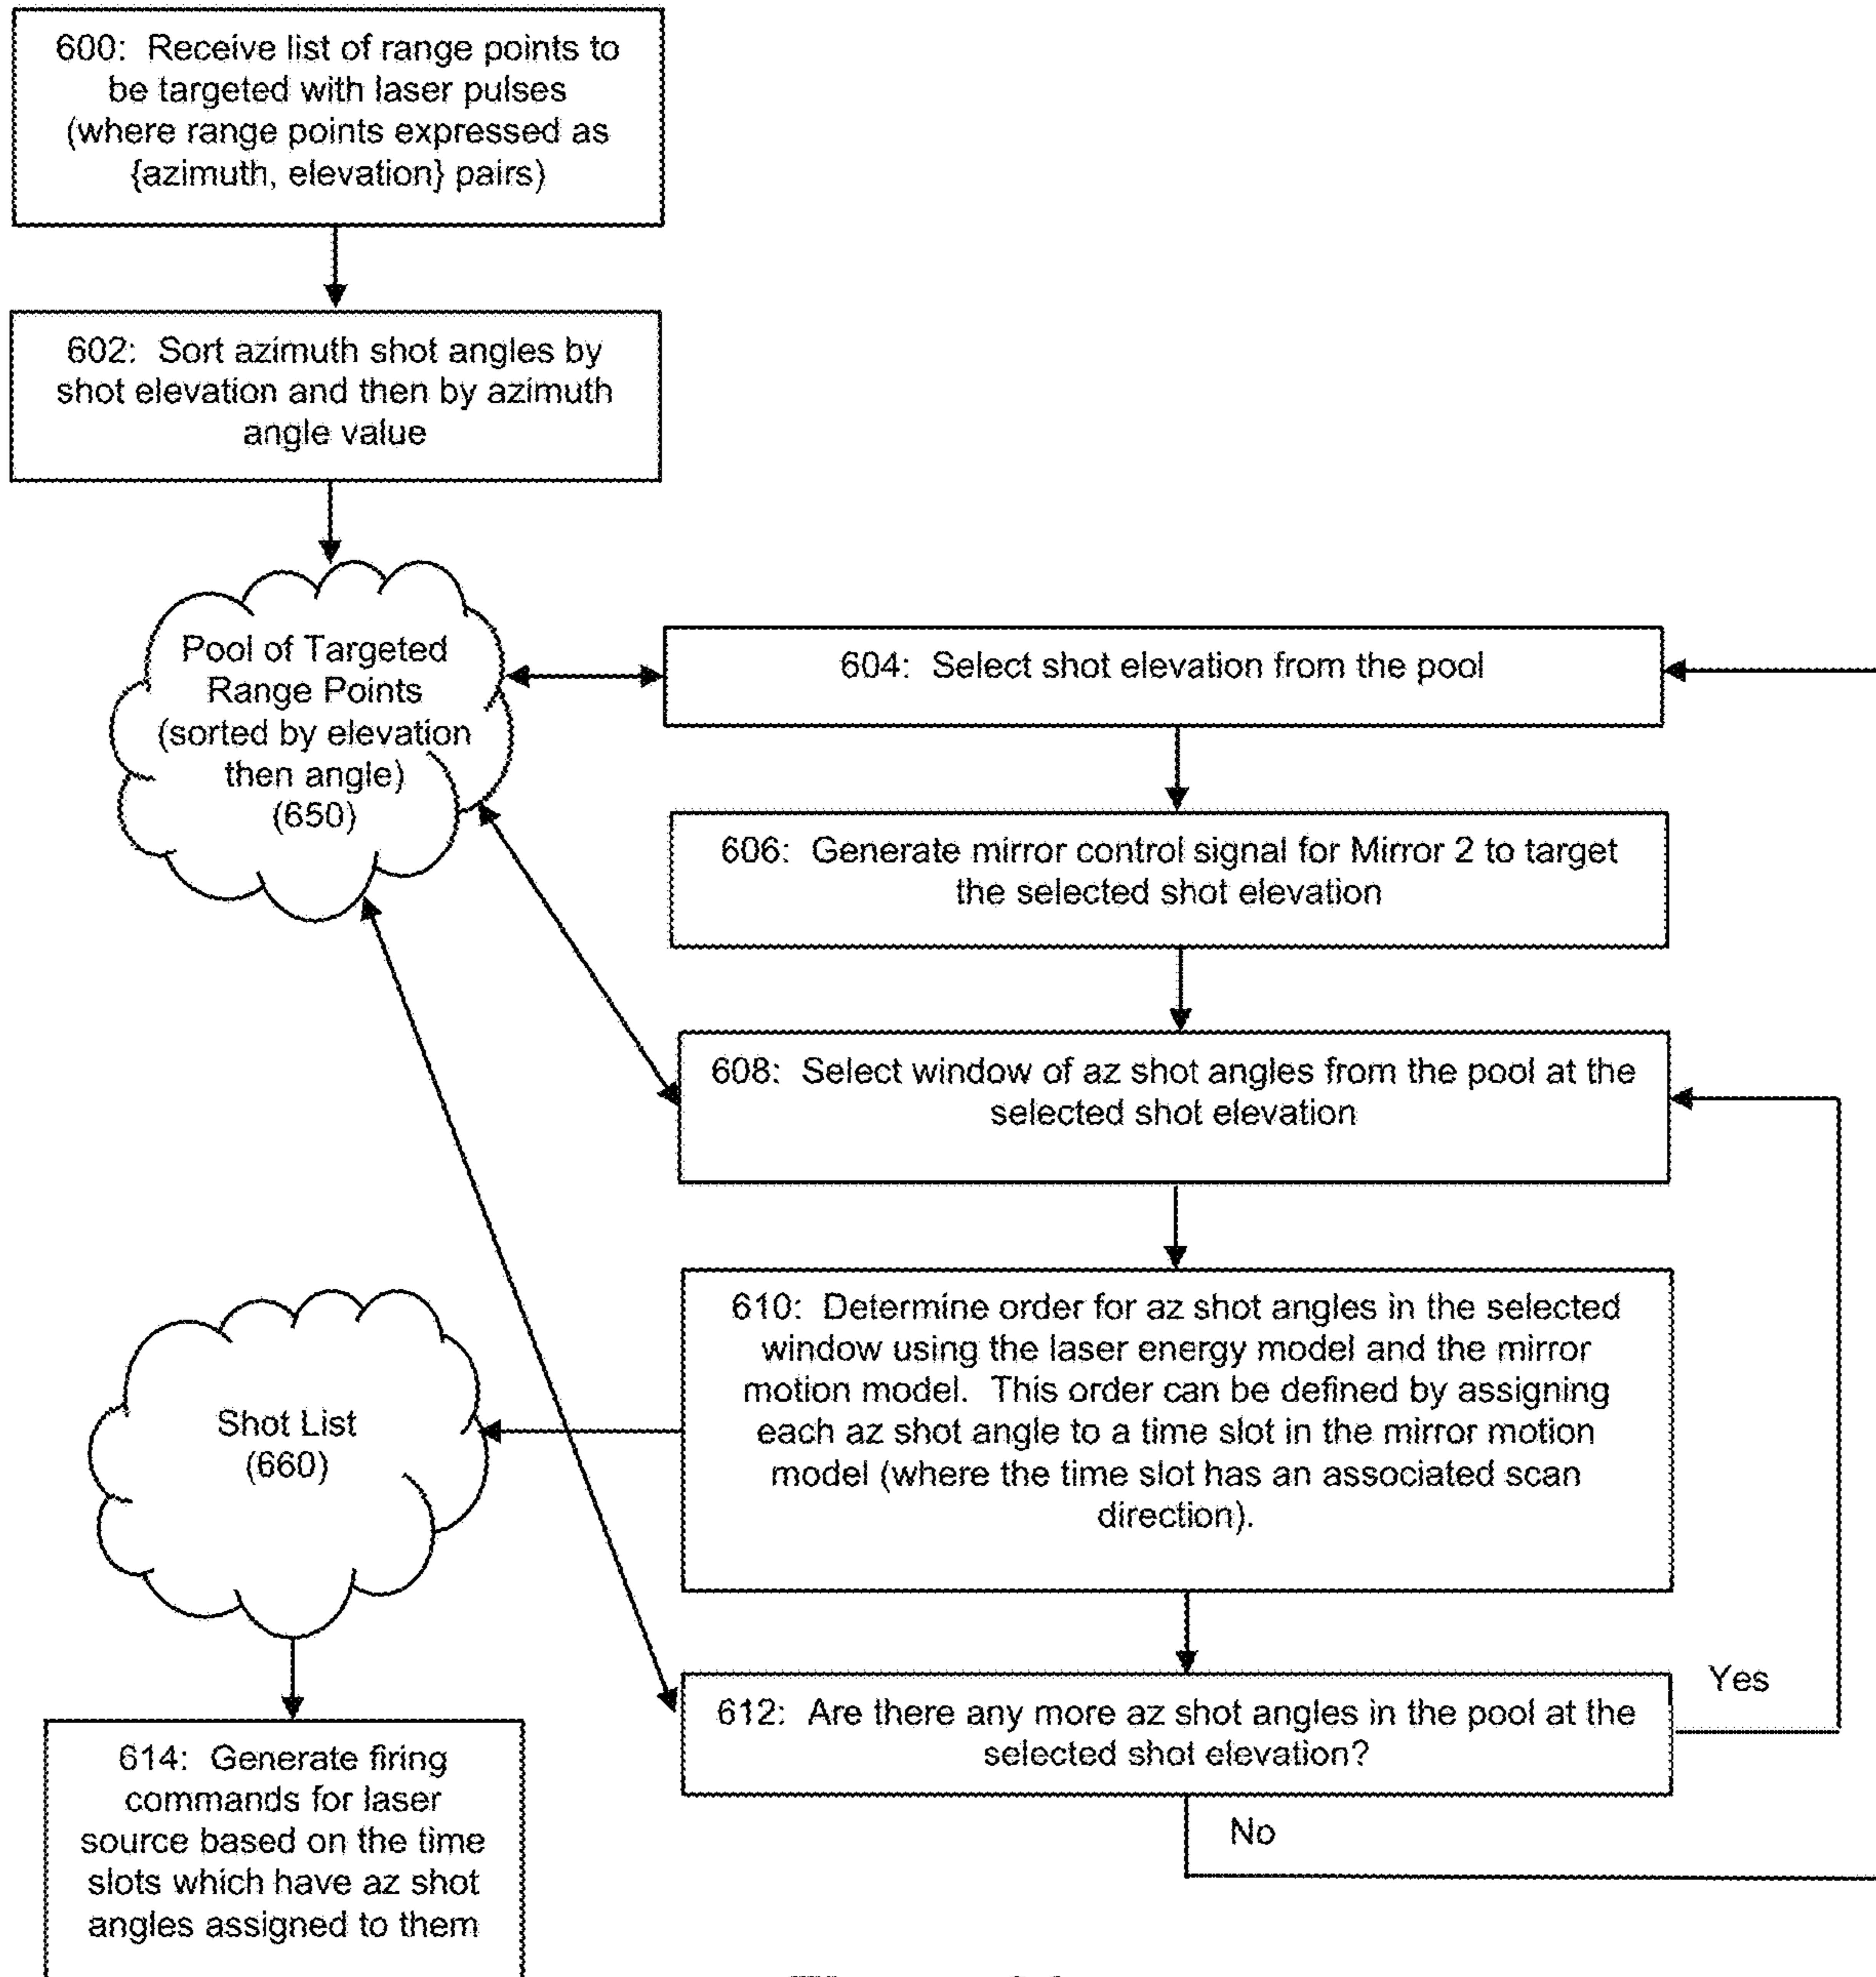 600: Receive list of range points to
be targeted with laser pulses
(where range points expressed as
{azimuth, elevation} pairs)
602: Sort azimuth shot angles by
shot elevation and then by azimuth
angle value
Pool of Targeted
Range Points
(sorted by elevation
then angle)
(650)
604: Select shot elevation from the pool
606: Generate mirror control signal for Mirror 2 to target
the selected shot elevation
608: Select window of az shot angles from the pool at the
selected shot elevation
610: Determine order for az shot angles in the selected
window using the laser energy model and the mirror
motion model. This order can be defined by assigning
each az shot angle to a time slot in the mirror motion
model (where the time slot has an associated scan
direction).
Shot List
(660)
612: Are there any more az shot angles in the pool at the
selected shot elevation?
Yes
No
614: Generate firing
commands for laser
source based on the time
slots which have az shot
angles assigned to them